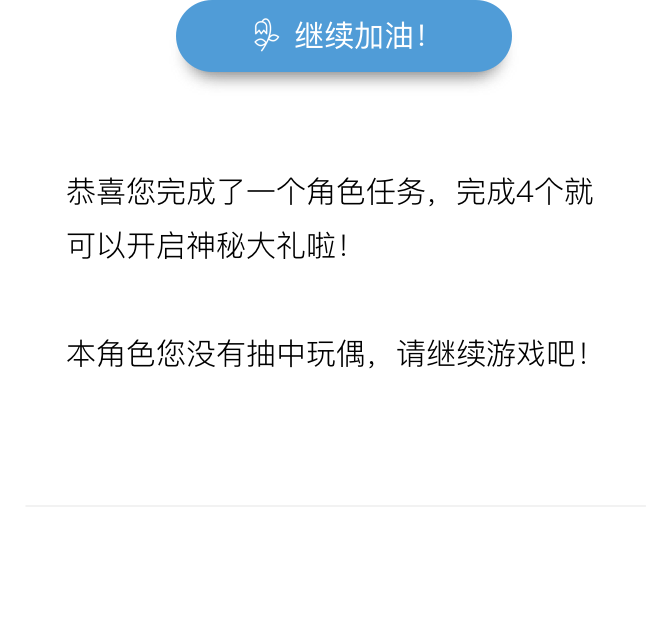 继续加油！
恭喜您完成了一个角色任务，完成4个就
可以开启神秘大礼啦！
本角色您没有抽中玩偶，请继续游戏吧！